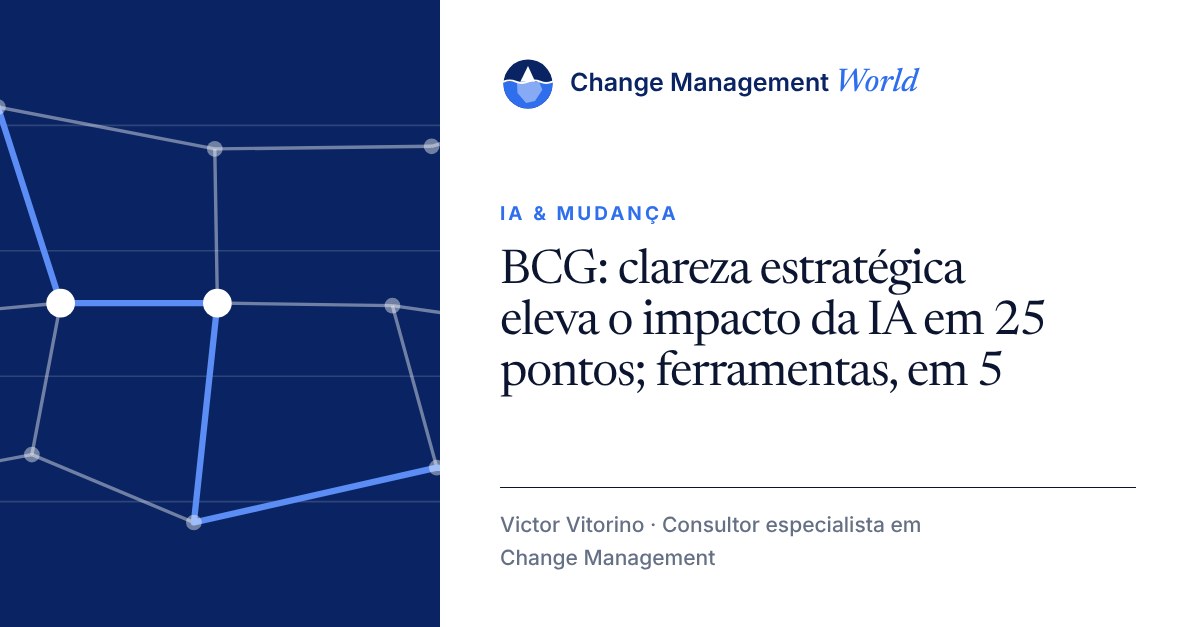 Change Management World
IA & MUDANÇA
BCG: clareza estratégica
eleva o impacto da IA em 25
pontos; ferramentas, em 5
Victor Vitorino · Consultor especialista em
Change Management